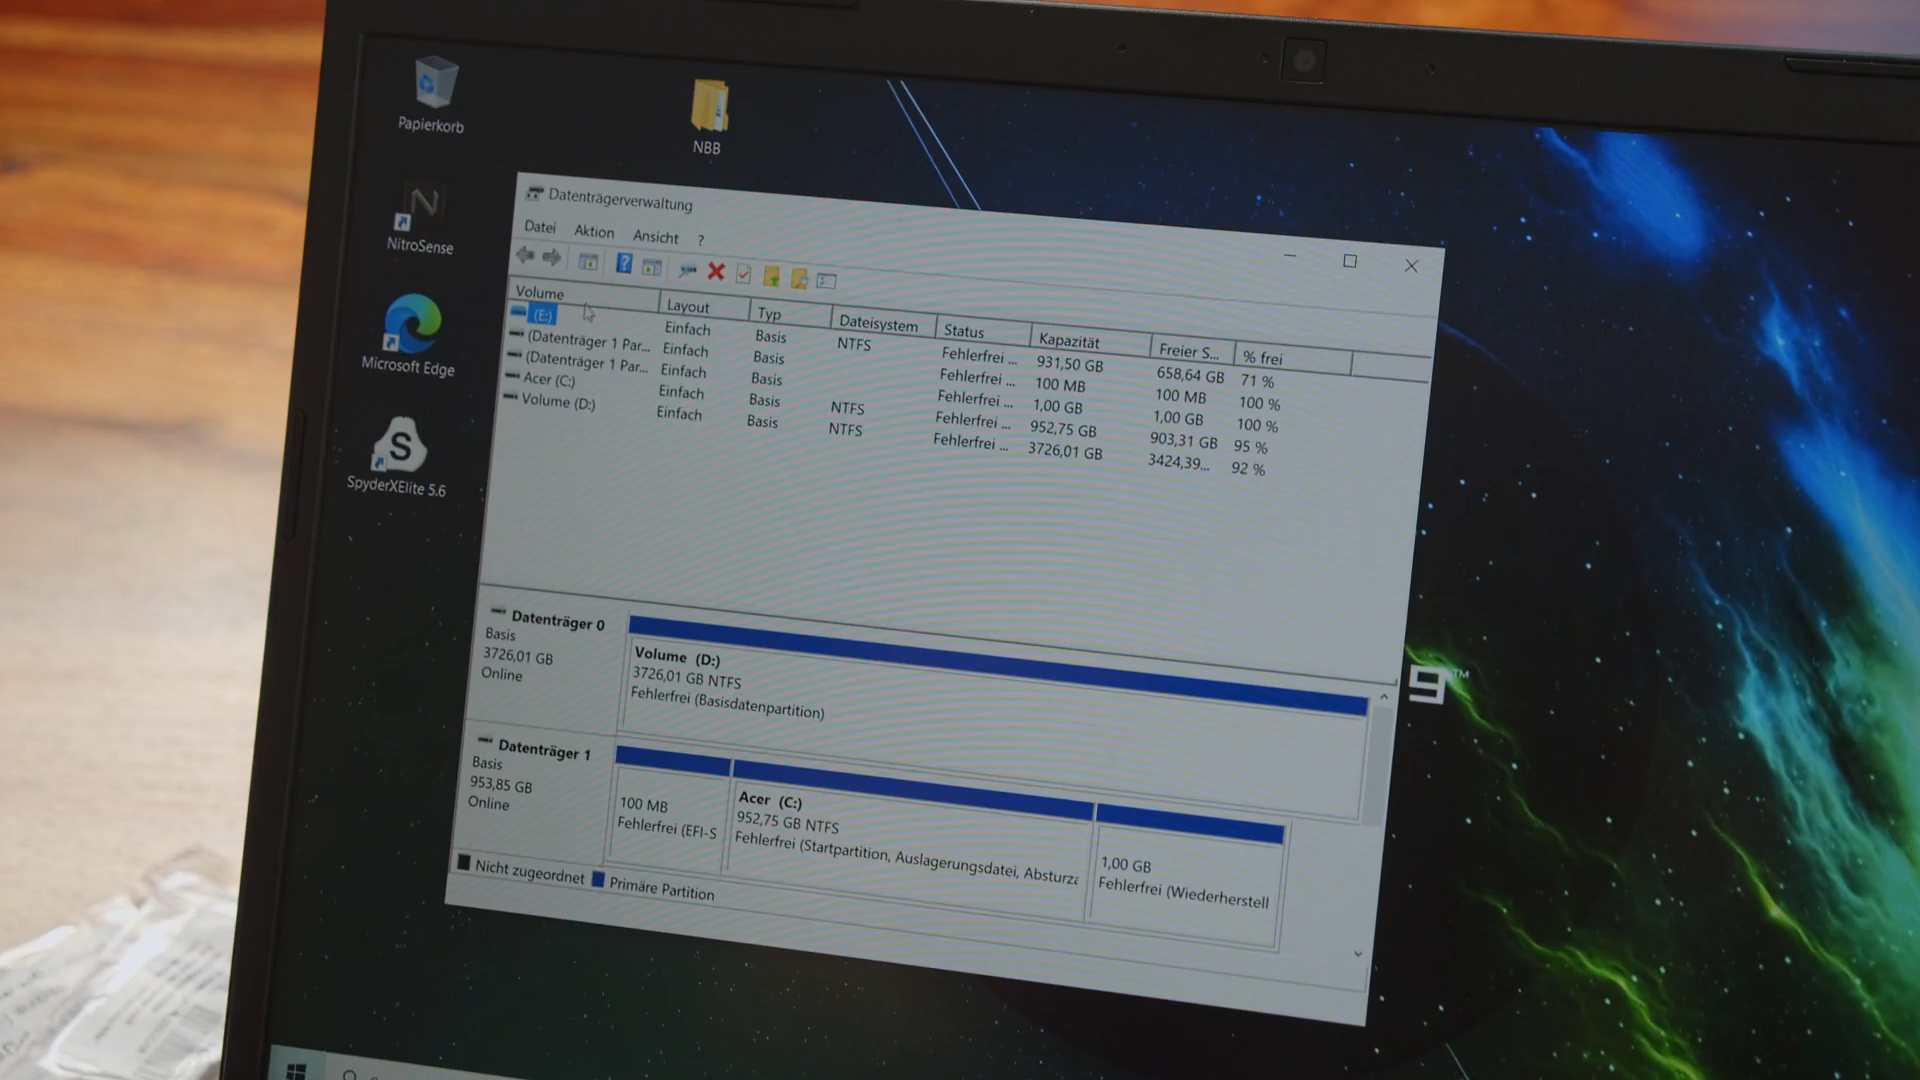 Papierkorb
NBB
NitroSense
Microsoft Edge
S
SpyderXElite 5.6
Datenträgerverwaltung
Datei Aktion Ansicht ?
Volume Layout Typ Dateisystem Status Kapazität Freier S... % frei
(E:) Einfach Basis NTFS Fehlerfrei ... 931,50 GB 658,64 GB 71 %
(Datenträger 1 Par... Einfach Basis Fehlerfrei ... 100 MB 100 MB 100 %
(Datenträger 1 Par... Einfach Basis Fehlerfrei ... 1,00 GB 1,00 GB 100 %
Acer (C:) Einfach Basis NTFS Fehlerfrei ... 952,75 GB 903,31 GB 95 %
Volume (D:) Einfach Basis NTFS Fehlerfrei ... 3726,01 GB 3424,39... 92 %
Datenträger 0
Basis
3726,01 GB
Online
Volume (D:)
3726,01 GB NTFS
Fehlerfrei (Basisdatenpartition)
Datenträger 1
Basis
953,85 GB
Online
100 MB
Fehlerfrei (EFI-S
Acer (C:)
952,75 GB NTFS
Fehlerfrei (Startpartition, Auslagerungsdatei, Absturza
1,00 GB
Fehlerfrei (Wiederherstell
Nicht zugeordnet Primäre Partition
9™